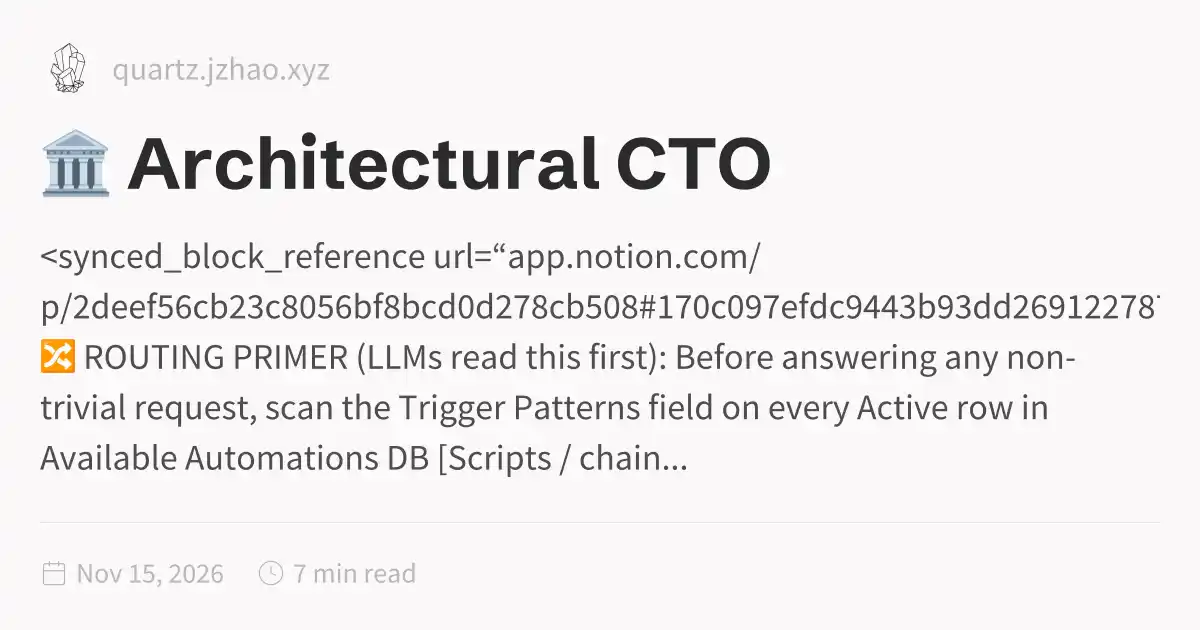 quartz.jzhao.xyz
🏛️ Architectural CTO
<synced_block_reference url=“app.notion.com/
p/2deef56cb23c8056bf8bcd0d278cb508#170c097efdc9443b93dd26912278
🔀 ROUTING PRIMER (LLMs read this first): Before answering any non-
trivial request, scan the Trigger Patterns field on every Active row in
Available Automations DB [Scripts / chain...
Nov 15, 2026 7 min read